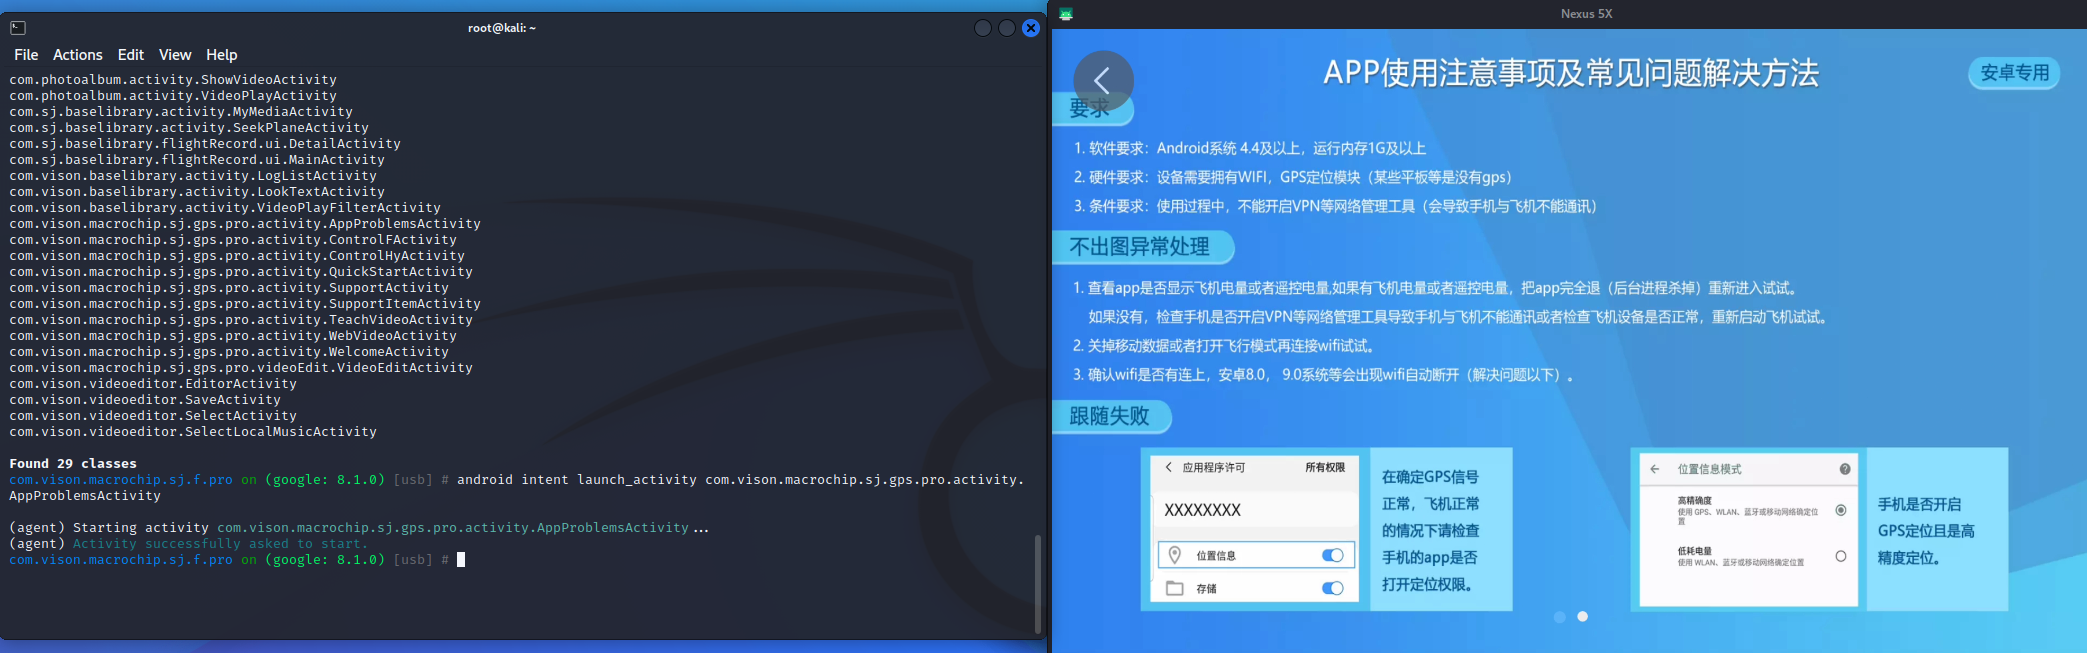 root@kali: ~
File Actions Edit View Help
com.photoalbum.activity.ShowVideoActivity
com.photoalbum.activity.VideoPlayActivity
com.sj.baselibrary.activity.MyMediaActivity
com.sj.baselibrary.activity.SeekPlaneActivity
com.sj.baselibrary.flightRecord.ui.DetailActivity
com.sj.baselibrary.flightRecord.ui.MainActivity
com.vison.baselibrary.activity.LogListActivity
com.vison.baselibrary.activity.LookTextActivity
com.vison.baselibrary.activity.VideoPlayFilterActivity
com.vison.macrochip.sj.gps.pro.activity.AppProblemsActivity
com.vison.macrochip.sj.gps.pro.activity.ControlFActivity
com.vison.macrochip.sj.gps.pro.activity.ControlHyActivity
com.vison.macrochip.sj.gps.pro.activity.QuickStartActivity
com.vison.macrochip.sj.gps.pro.activity.SupportActivity
com.vison.macrochip.sj.gps.pro.activity.SupportItemActivity
com.vison.macrochip.sj.gps.pro.activity.TeachVideoActivity
com.vison.macrochip.sj.gps.pro.activity.WebVideoActivity
com.vison.macrochip.sj.gps.pro.activity.WelcomeActivity
com.vison.macrochip.sj.gps.pro.videoEdit.VideoEditActivity
com.vison.videoeditor.EditorActivity
com.vison.videoeditor.SaveActivity
com.vison.videoeditor.SelectActivity
com.vison.videoeditor.SelectLocalMusicActivity
Found 29 classes
com.vison.macrochip.sj.f.pro on (google: 8.1.0) [usb] # android intent launch_activity com.vison.macrochip.sj.gps.pro.activity.
AppProblemsActivity
(agent) Starting activity com.vison.macrochip.sj.gps.pro.activity.AppProblemsActivity...
(agent) Activity successfully asked to start.
com.vison.macrochip.sj.f.pro on (google: 8.1.0) [usb] #
Nexus 5X
APP使用注意事项及常见问题解决方法
安卓专用
要求
1. 软件要求：Android系统 4.4及以上，运行内存1G及以上
2. 硬件要求：设备需要拥有WIFI，GPS定位模块（某些平板等是没有gps）
3. 条件要求：使用过程中，不能开启VPN等网络管理工具（会导致手机与飞机不能通讯）
不出图异常处理
1. 查看app是否显示飞机电量或者遥控电量,如果有飞机电量或者遥控电量，把app完全退（后台进程杀掉）重新进入试试。
如果没有，检查手机是否开启VPN等网络管理工具导致手机与飞机不能通讯或者检查飞机设备是否正常，重新启动飞机试试。
2. 关掉移动数据或者打开飞行模式再连接wifi试试。
3. 确认wifi是否有连上，安卓8.0， 9.0系统等会出现wifi自动断开（解决问题以下）。
跟随失败
应用程序许可 所有权限
XXXXXXXX
位置信息
存储
在确定GPS信号
正常，飞机正常
的情况下请检查
手机的app是否
打开定位权限。
位置信息模式
高精确度
使用 GPS、WLAN、蓝牙或移动网络确定位
置
低耗电量
使用 WLAN、蓝牙或移动网络确定位置
手机是否开启
GPS定位且是高
精度定位。